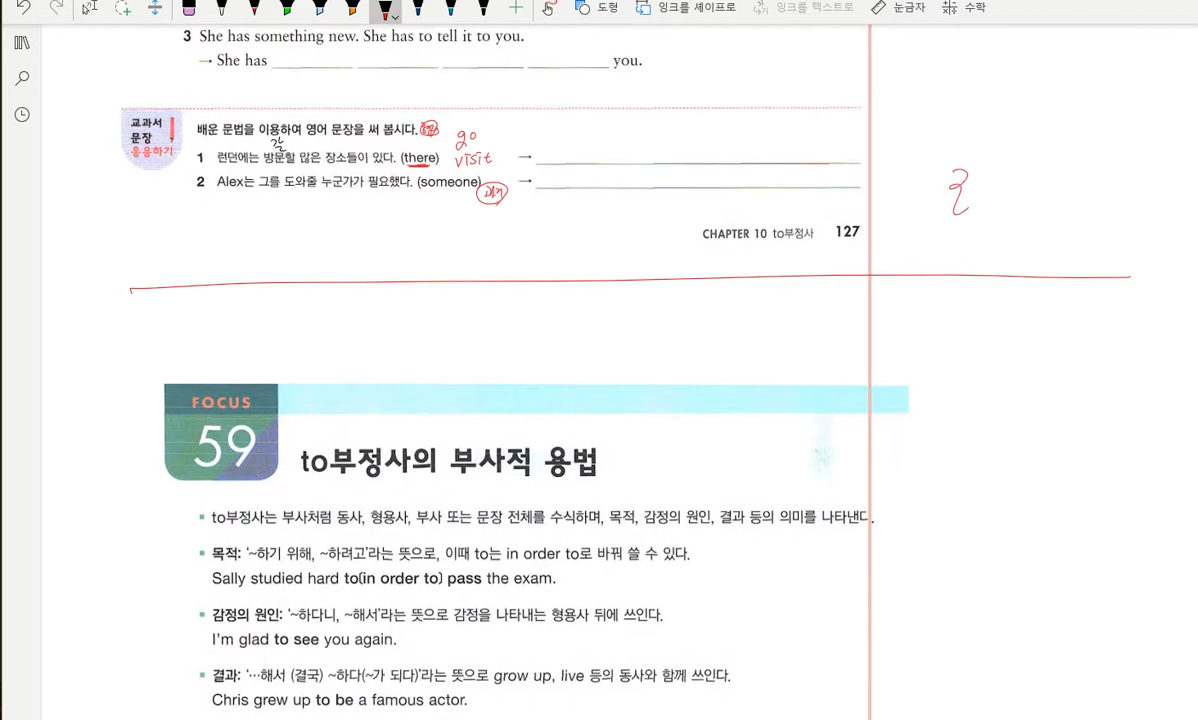 도형 잉크를 셰이프로 잉크를 텍스트로 눈금자 수학
3 She has something new. She has to tell it to you.
→ She has ________ ________ ________ ________ you.
교과서
문장
응용하기
배운 문법을 이용하여 영어 문장을 써 봅시다.
갈
go
1 런던에는 방문할 많은 장소들이 있다. (there) visit →
2 Alex는 그를 도와줄 누군가가 필요했다. (someone) →
과거
CHAPTER 10 to부정사 127
FOCUS
59
to부정사의 부사적 용법
to부정사는 부사처럼 동사, 형용사, 부사 또는 문장 전체를 수식하며, 목적, 감정의 원인, 결과 등의 의미를 나타낸다.
목적: ‘~하기 위해, ~하려고’라는 뜻으로, 이때 to는 in order to로 바꿔 쓸 수 있다.
Sally studied hard to(in order to) pass the exam.
감정의 원인: ‘~하다니, ~해서’라는 뜻으로 감정을 나타내는 형용사 뒤에 쓰인다.
I’m glad to see you again.
결과: ‘…해서 (결국) ~하다(~가 되다)’라는 뜻으로 grow up, live 등의 동사와 함께 쓰인다.
Chris grew up to be a famous actor.